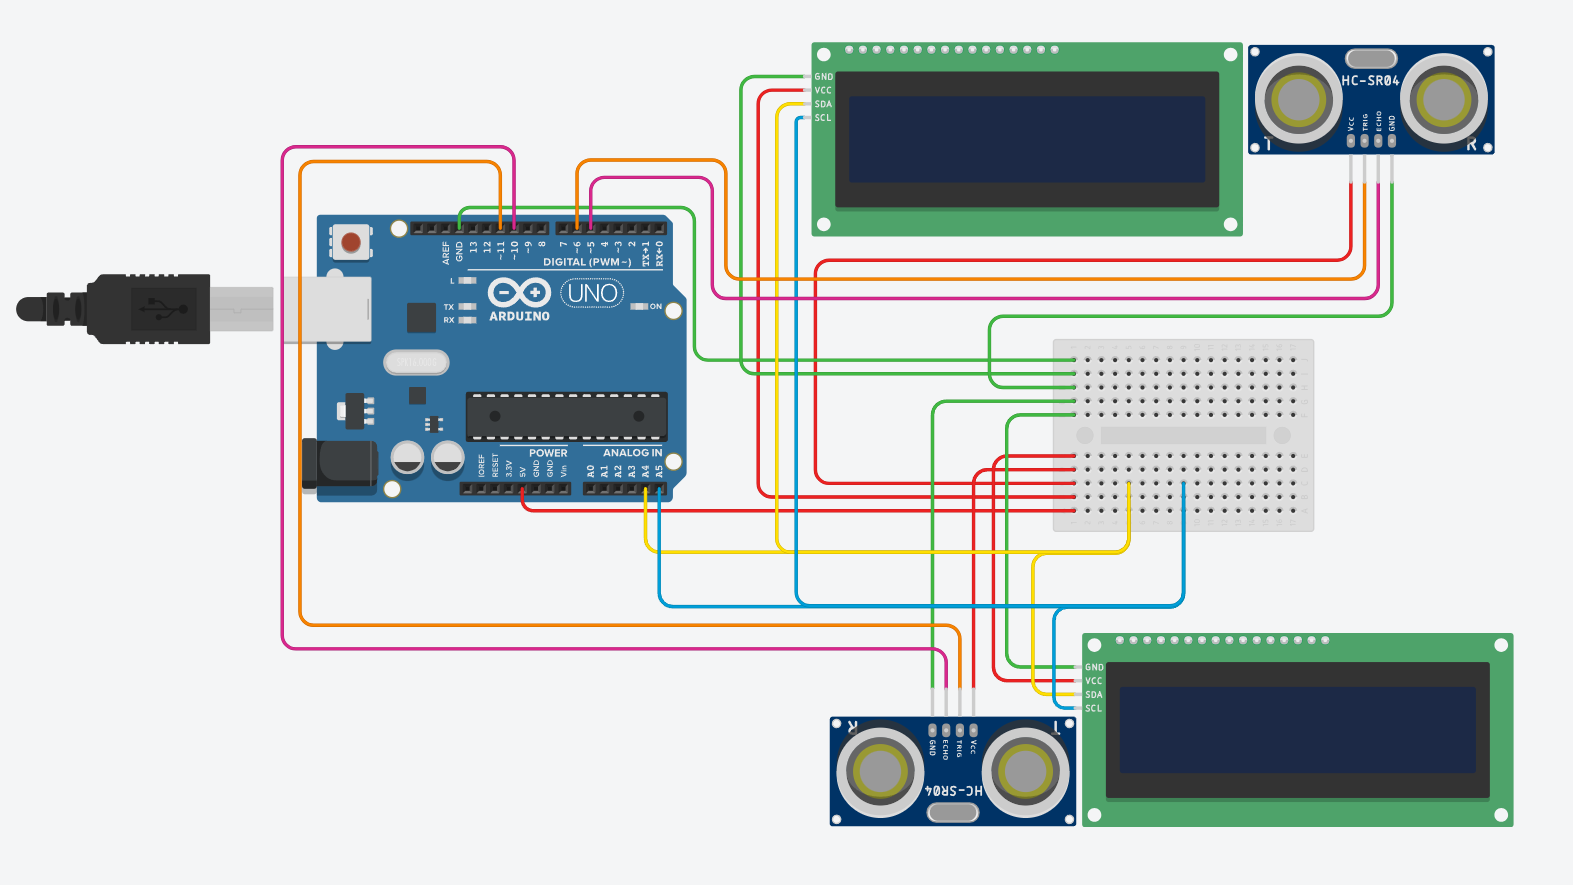 GND
VCC
SDA
SCL
HC-SR04
VCC
TRIG
ECHO
GND
T
R
AREF
GND
13
12
~11
~10
~9
8
7
~6
~5
4
~3
2
TX→1
RX←0
DIGITAL (PWM~)
L
TX
RX
ARDUINO
UNO
ON
POWER
ANALOG IN
IOREF
RESET
3.3V
5V
GND
GND
Vin
A0
A1
A2
A3
A4
A5
GND
VCC
SDA
SCL
R
T
GND
ECHO
TRIG
VCC
HC-SR04